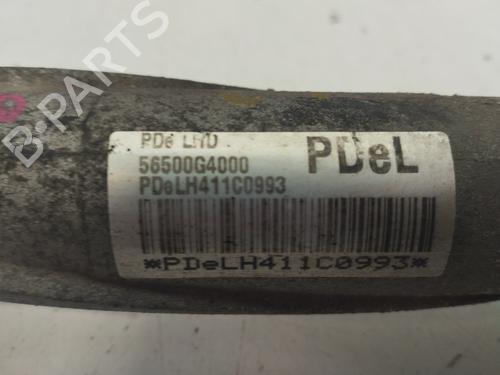 B-PARTS
PDe LHD
56500G4000
PDeL
PDeLH411C0993
*PDeLH411C0993*